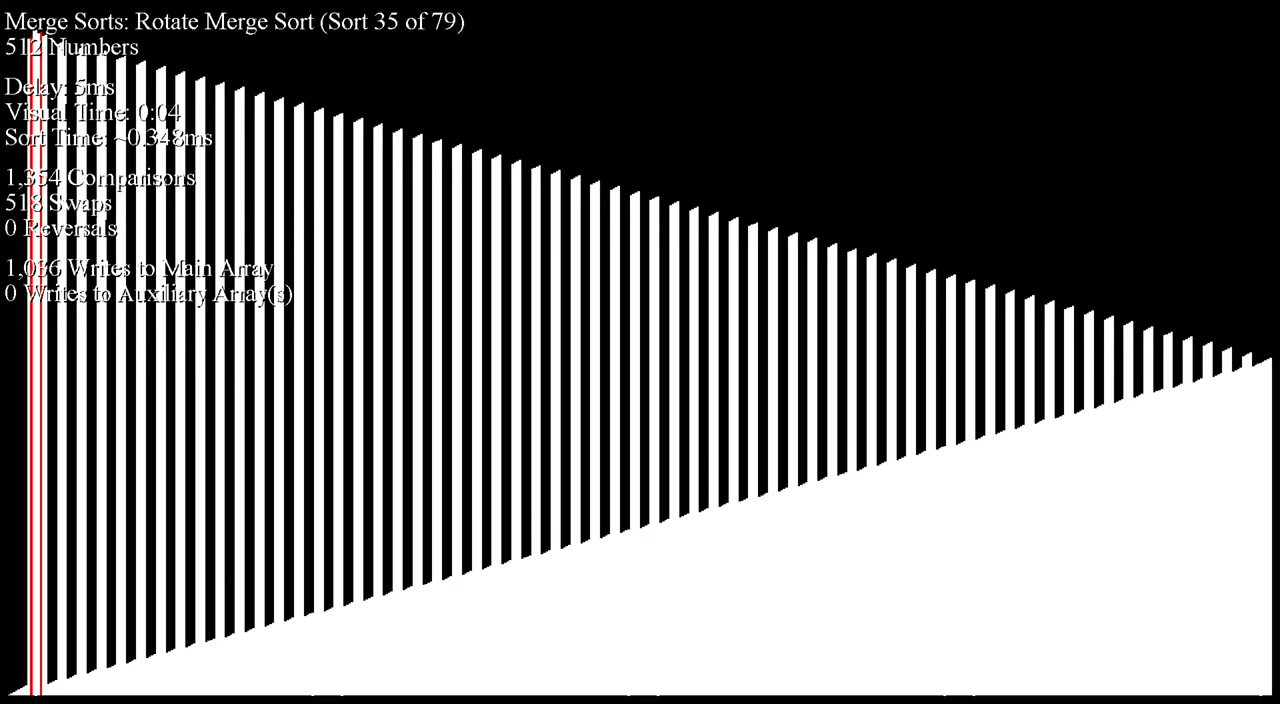 Merge Sorts: Rotate Merge Sort (Sort 35 of 79)
512 Numbers
Delay: 5ms
Visual Time: 0:04
Sort Time: ~0.348ms
1,354 Comparisons
518 Swaps
0 Reversals
1,036 Writes to Main Array
0 Writes to Auxiliary Array(s)